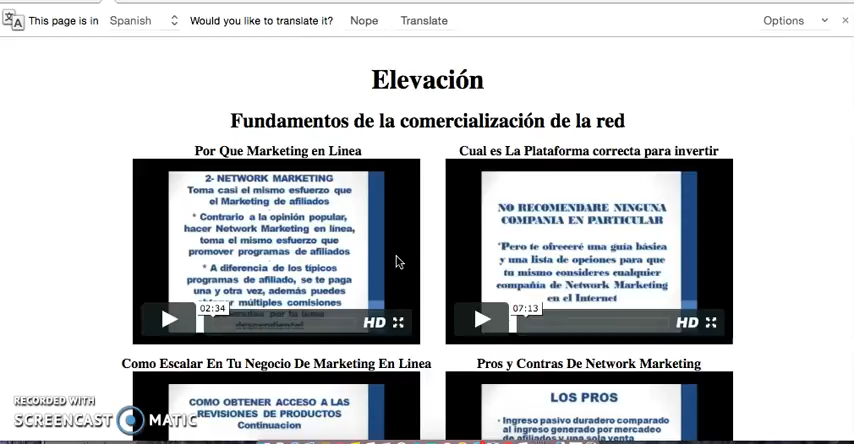 This page is in Spanish Would you like to translate it? Nope Translate Options ×
Elevación
Fundamentos de la comercialización de la red
Por Que Marketing en Linea
Cual es La Plataforma correcta para invertir
2- NETWORK MARKETING
Toma casi el mismo esfuerzo que
el Marketing de afiliados
* Contrario a la opinión popular,
hacer Network Marketing en línea,
toma el mismo esfuerzo que
promover programas de afiliados
* A diferencia de los típicos
programas de afiliado, se te paga
una y otra vez, además puedes
múltiples comisiones
02:34
HD
NO RECOMENDARE NINGUNA
COMPANIA EN PARTICULAR
*Pero te ofreceré una guía básica
y una lista de opciones para que
tu mismo consideres cualquier
compañía de Network Marketing
en el Internet
07:13
HD
Como Escalar En Tu Negocio De Marketing En Linea
Pros y Contras De Network Marketing
COMO OBTENER ACCESO A LAS
REVISIONES DE PRODUCTOS
Continuacion
LOS PROS
* Ingreso pasivo duradero comparado
al ingreso generado por mercadeo
de afiliados y una sola venta
RECORDED WITH
SCREENCAST MATIC